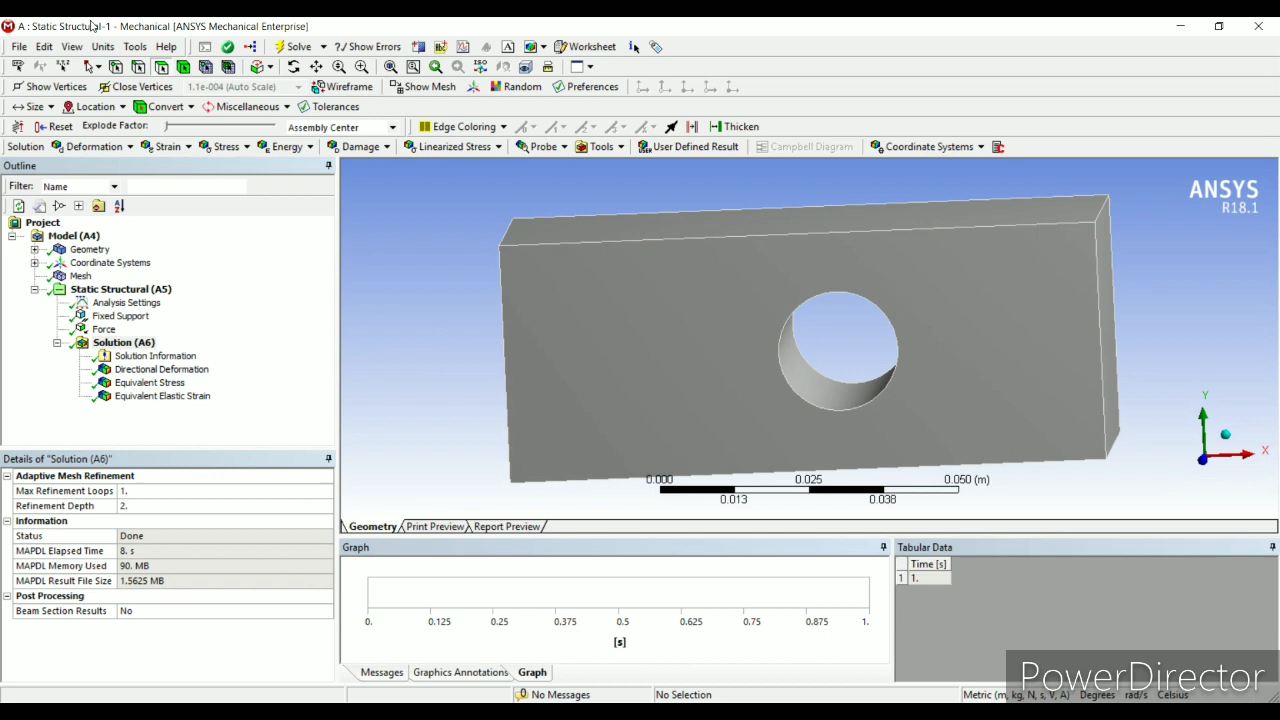 A : Static Structural-1 - Mechanical [ANSYS Mechanical Enterprise]
File Edit View Units Tools Help Solve ?/ Show Errors A Worksheet
Show Vertices Close Vertices 1.1e-004 (Auto Scale) Wireframe Show Mesh Random Preferences
Size Location Convert Miscellaneous Tolerances
Reset Explode Factor: Assembly Center Edge Coloring Thicken
Solution Deformation Strain Stress Energy Damage Linearized Stress Probe Tools User Defined Result Campbell Diagram Coordinate Systems
Outline
Filter: Name
Project
Model (A4)
Geometry
Coordinate Systems
Mesh
Static Structural (A5)
Analysis Settings
Fixed Support
Force
Solution (A6)
Solution Information
Directional Deformation
Equivalent Stress
Equivalent Elastic Strain
Details of "Solution (A6)"
Adaptive Mesh Refinement
Max Refinement Loops 1.
Refinement Depth 2.
Information
Status Done
MAPDL Elapsed Time 8. s
MAPDL Memory Used 90. MB
MAPDL Result File Size 1.5625 MB
Post Processing
Beam Section Results No
ANSYS
R18.1
Y
X
0.000 0.025 0.050 (m)
0.013 0.038
Geometry Print Preview Report Preview
Graph
0. 0.125 0.25 0.375 0.5 0.625 0.75 0.875 1.
[s]
Messages Graphics Annotations Graph
Tabular Data
Time [s]
1 1.
No Messages No Selection Metric (m, kg, N, s, V, A) Degrees rad/s Celsius
PowerDirector